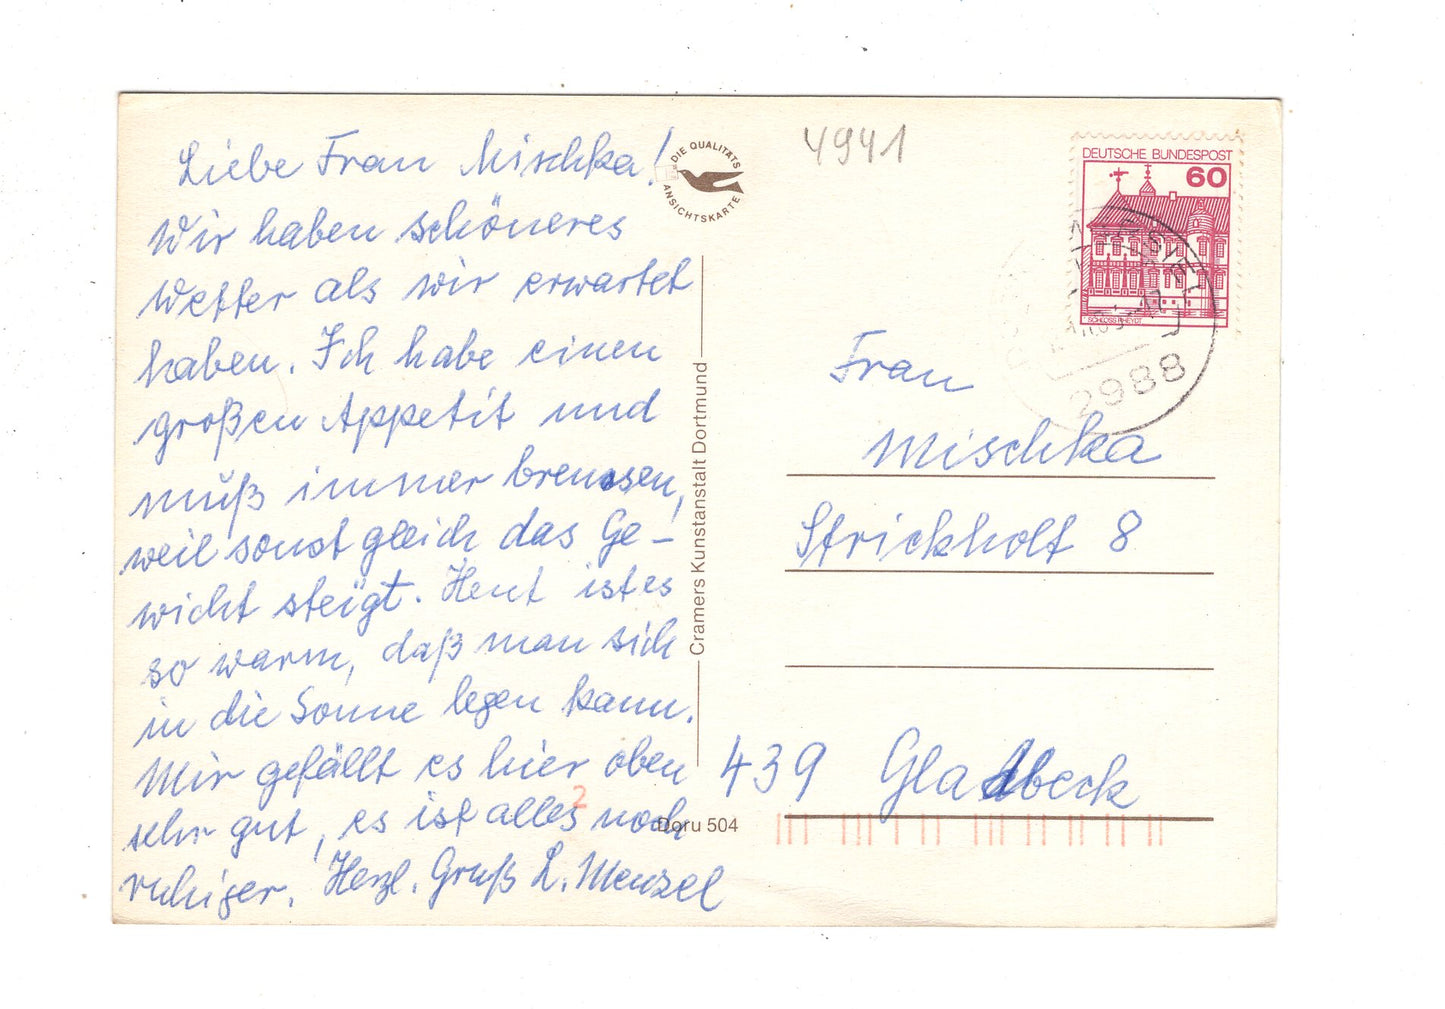 Liebe Frau Mischka!
Wir haben schöneres
Wetter als wir erwartet
haben. Ich habe einen
großen Appetit und
muß immer bremsen,
weil sonst gleich das Ge-
wicht steigt. Heut ist es
so warm, daß man sich
in die Sonne legen kann.
Mir gefällt es hier oben
sehr gut, es ist alles noch
ruhiger. Herzl. Gruß L. Menzel
DIE QUALITÄTS
ANSICHTSKARTE
Cramers Kunstanstalt Dortmund
Doru 504
2
4941
DEUTSCHE BUNDESPOST
60
SCHLOSS RHEYDT
2988
Frau
Mischka
Strickholt 8
439 Gladbeck